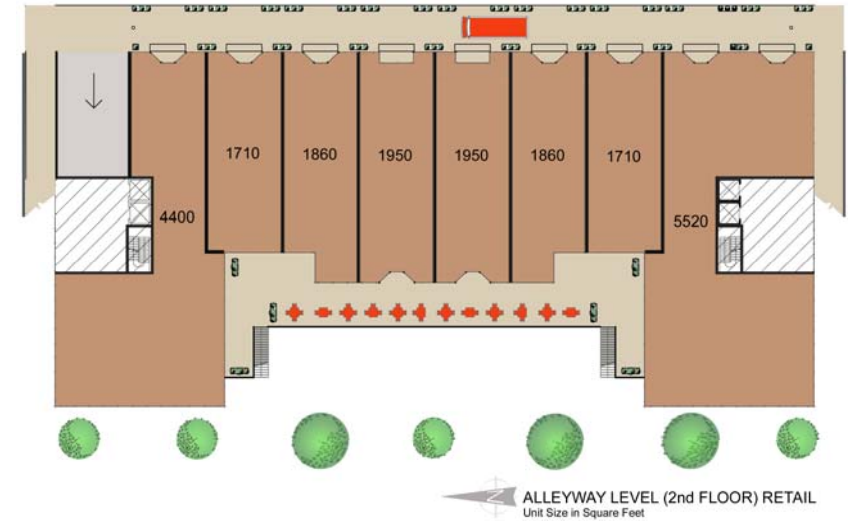 1710
1860
1950
1950
1860
1710
4400
5520
N
ALLEYWAY LEVEL (2nd FLOOR) RETAIL
Unit Size in Square Feet